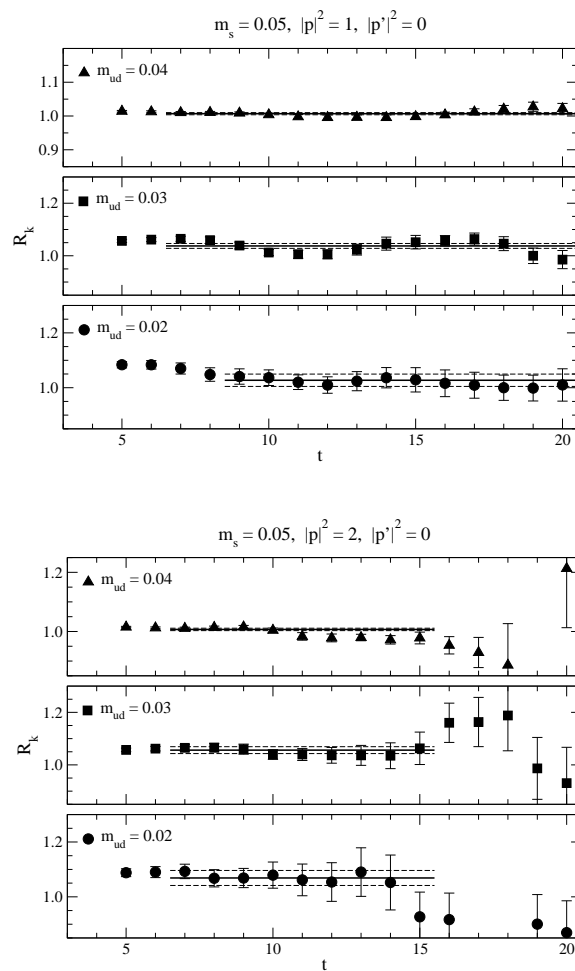 m_s = 0.05, |p|^2 = 1, |p'|^2 = 0
m_ud = 0.04
1.1
1.0
0.9
m_ud = 0.03
1.2
1.0
R_k
m_ud = 0.02
1.2
1.0
5 10 15 20
t
m_s = 0.05, |p|^2 = 2, |p'|^2 = 0
1.2
m_ud = 0.04
1.0
1.2
m_ud = 0.03
1.0
R_k
1.2
m_ud = 0.02
1.0
5 10 15 20
t